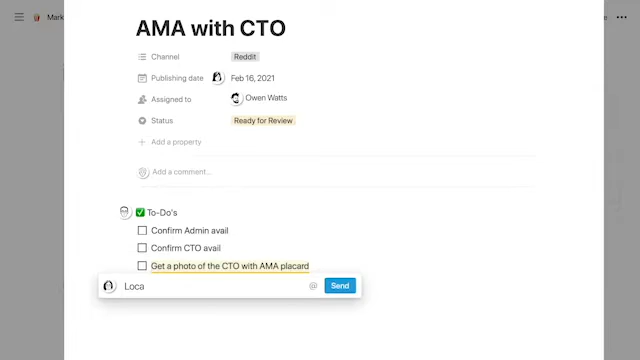 Mark
AMA with CTO
Channel Reddit
Publishing date Feb 16, 2021
Assigned to Owen Watts
Status Ready for Review
Add a property
Add a comment...
✅ To-Do's
Confirm Admin avail
Confirm CTO avail
Get a photo of the CTO with AMA placard
Loca @ Send